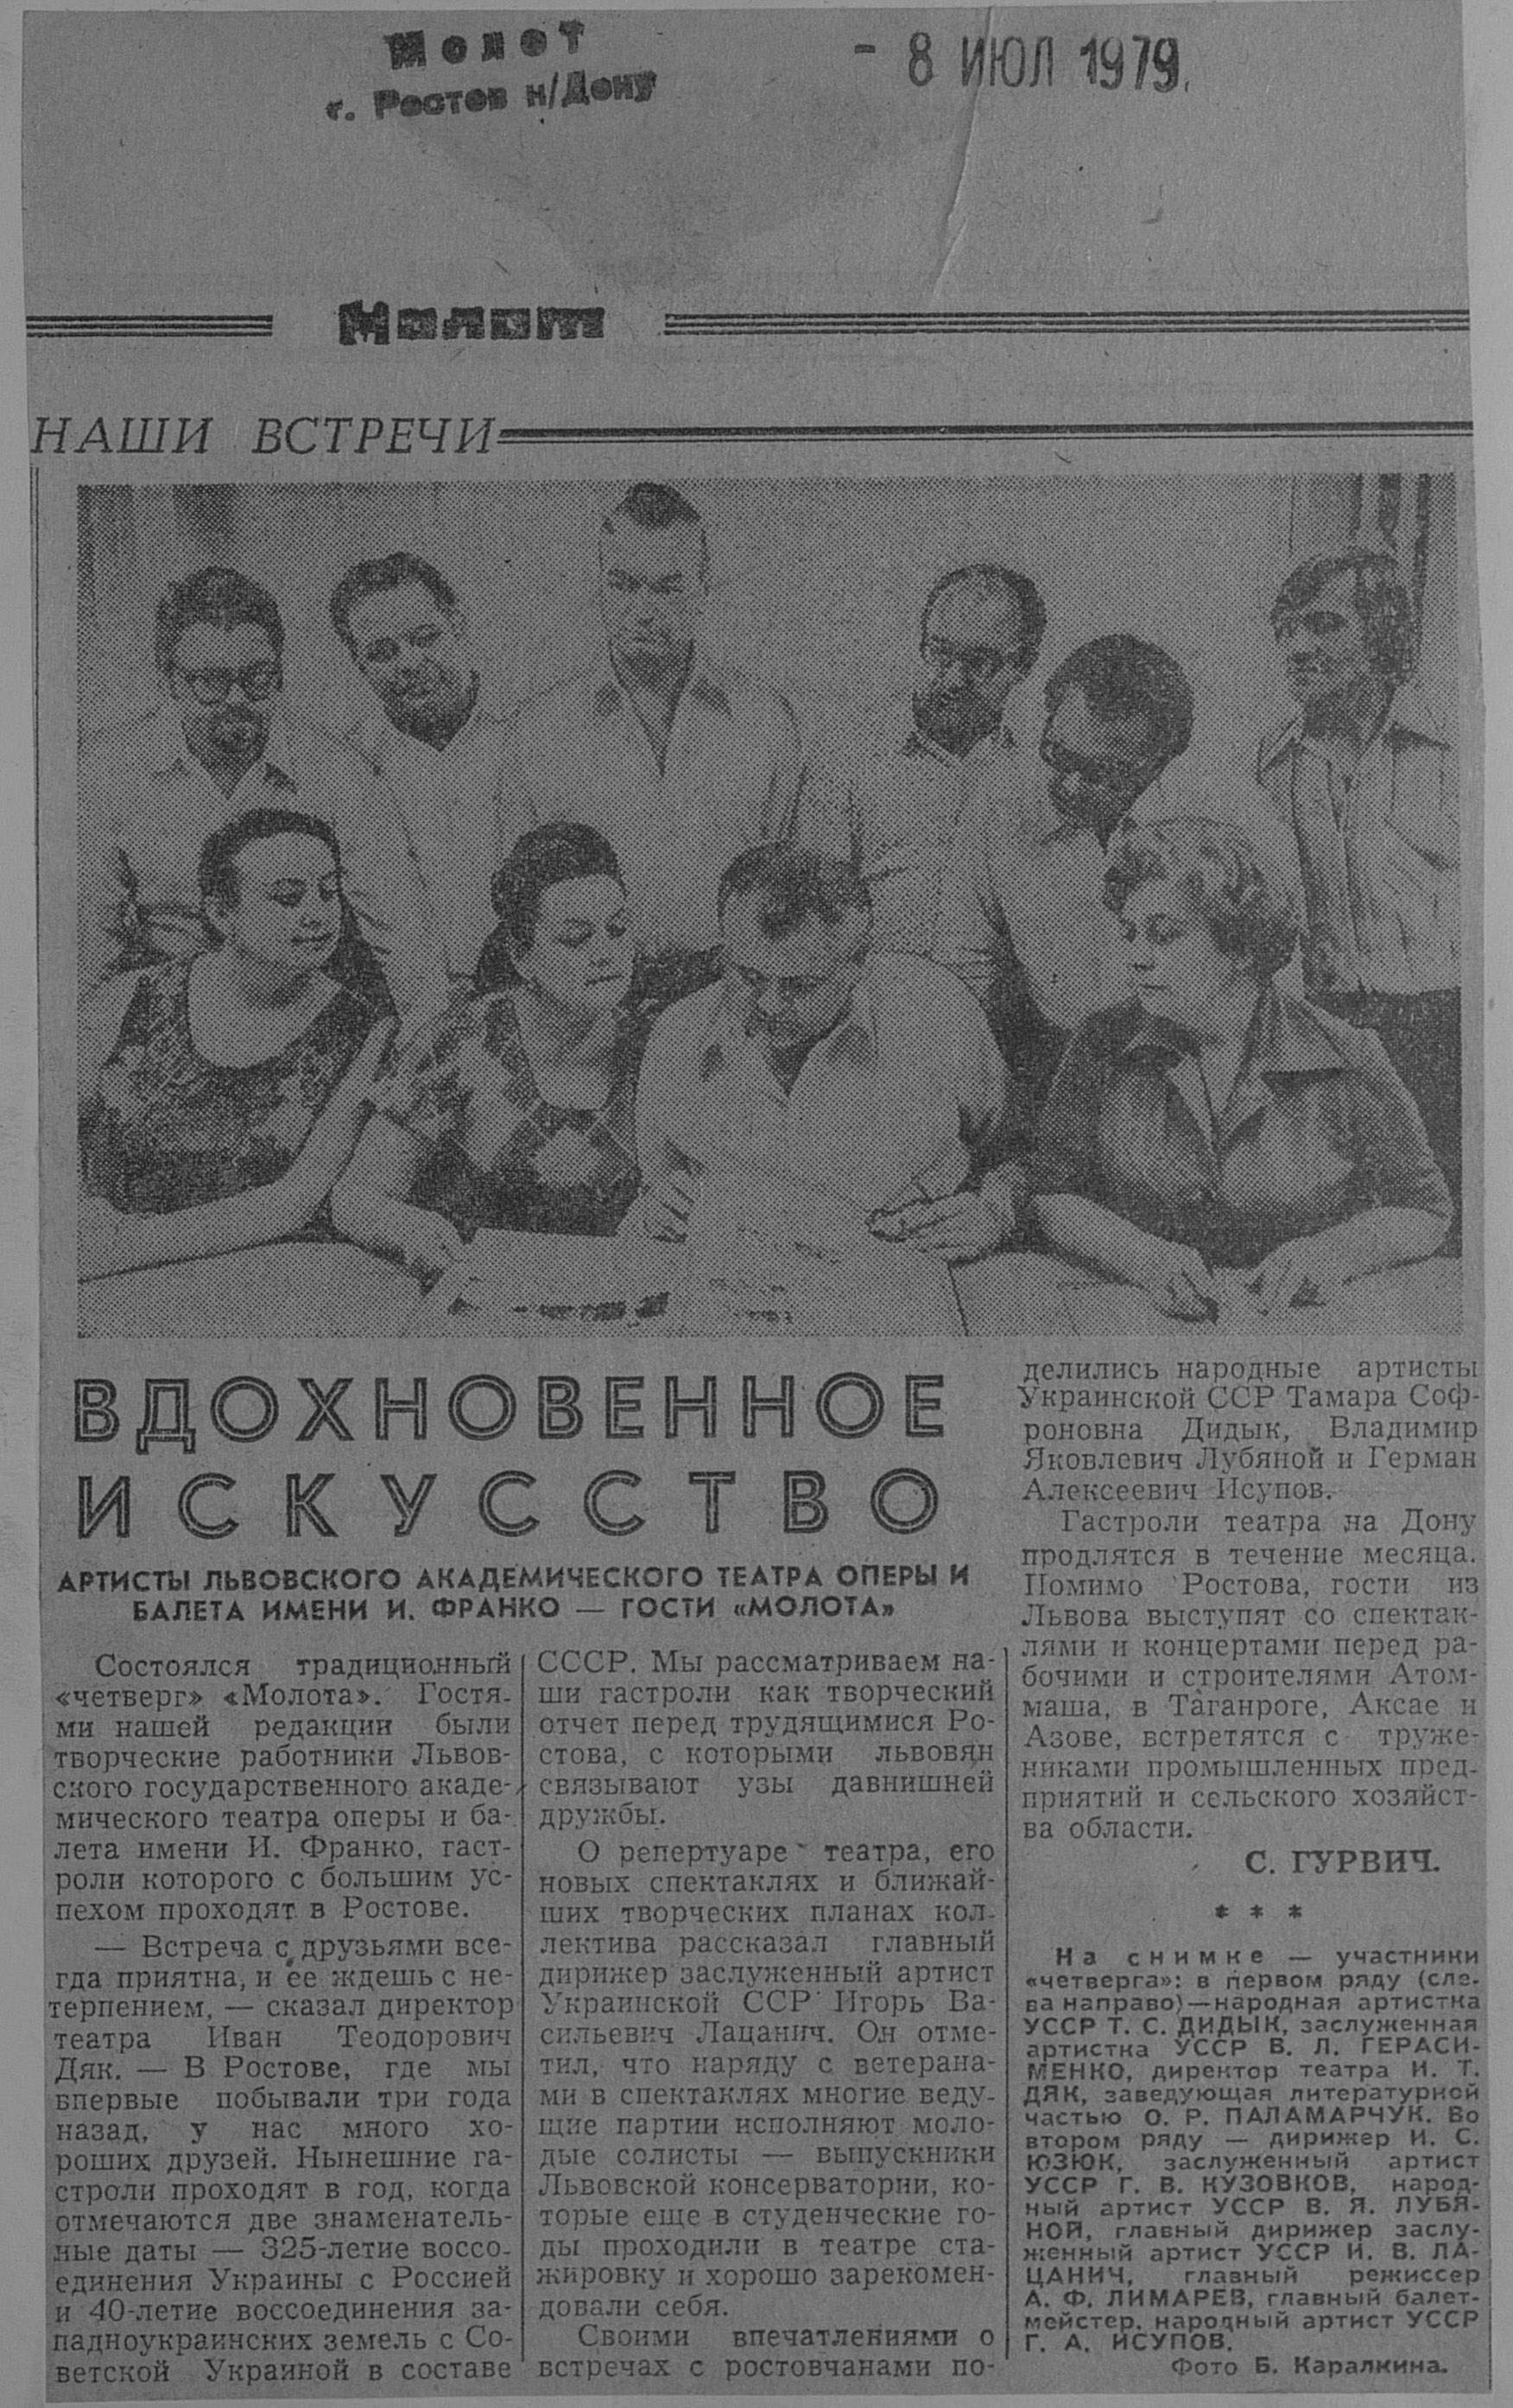 Молот
г. Ростов н/Дону
- 8 ИЮЛ 1979
Молот
НАШИ ВСТРЕЧИ
ВДОХНОВЕННОЕ
ИСКУССТВО
АРТИСТЫ ЛЬВОВСКОГО АКАДЕМИЧЕСКОГО ТЕАТРА ОПЕРЫ И
БАЛЕТА ИМЕНИ И. ФРАНКО — ГОСТИ «МОЛОТА»
Состоялся традиционный
«четверг» «Молота». Гостя-
ми нашей редакции были
творческие работники Львов-
ского государственного акаде-
мического театра оперы и ба-
лета имени И. Франко, гаст-
роли которого с большим ус-
пехом проходят в Ростове.
— Встреча с друзьями все-
гда приятна, и ее ждешь с не-
терпением, — сказал директор
театра Иван Теодорович
Дяк. — В Ростове, где мы
впервые побывали три года
назад, у нас много хо-
роших друзей. Нынешние га-
строли проходят в год, когда
отмечаются две знаменатель-
ные даты — 325-летие воссо-
единения Украины с Россией
и 40-летие воссоединения за-
падноукраинских земель с Со-
ветской Украиной в составе
СССР. Мы рассматриваем на-
ши гастроли как творческий
отчет перед трудящимися Ро-
стова, с которыми львовян
связывают узы давнишней
дружбы.
О репертуаре театра, его
новых спектаклях и ближай-
ших творческих планах кол-
лектива рассказал главный
дирижер заслуженный артист
Украинской ССР Игорь Ва-
сильевич Лацанич. Он отме-
тил, что наряду с ветерана-
ми в спектаклях многие веду-
щие партии исполняют моло-
дые солисты — выпускники
Львовской консерватории, ко-
торые еще в студенческие го-
ды проходили в театре ста-
жировку и хорошо зарекомен-
довали себя.
Своими впечатлениями о
встречах с ростовчанами по-
делились народные артисты
Украинской ССР Тамара Соф-
роновна Дидык, Владимир
Яковлевич Лубяной и Герман
Алексеевич Исупов.
Гастроли театра на Дону
продлятся в течение месяца.
Помимо Ростова, гости из
Львова выступят со спектак-
лями и концертами перед ра-
бочими и строителями Атом-
маша, в Таганроге, Аксае и
Азове, встретятся с труже-
никами промышленных пред-
приятий и сельского хозяйст-
ва области.
С. ГУРВИЧ.
* * *
На снимке — участники
«четверга»: в первом ряду (сле-
ва направо)—народная артистка
УССР Т. С. ДИДЫК, заслуженная
артистка УССР В. Л. ГЕРАСИ-
МЕНКО, директор театра И. Т.
ДЯК, заведующая литературной
частью О. Р. ПАЛАМАРЧУК. Во
втором ряду — дирижер И. С.
ЮЗЮК, заслуженный артист
УССР Г. В. КУЗОВКОВ, народ-
ный артист УССР В. Я. ЛУБЯ-
НОЙ, главный дирижер заслу-
женный артист УССР И. В. ЛА-
ЦАНИЧ, главный режиссер
А. Ф. ЛИМАРЕВ, главный балет-
мейстер, народный артист УССР
Г. А. ИСУПОВ.
Фото Б. Каралкина.